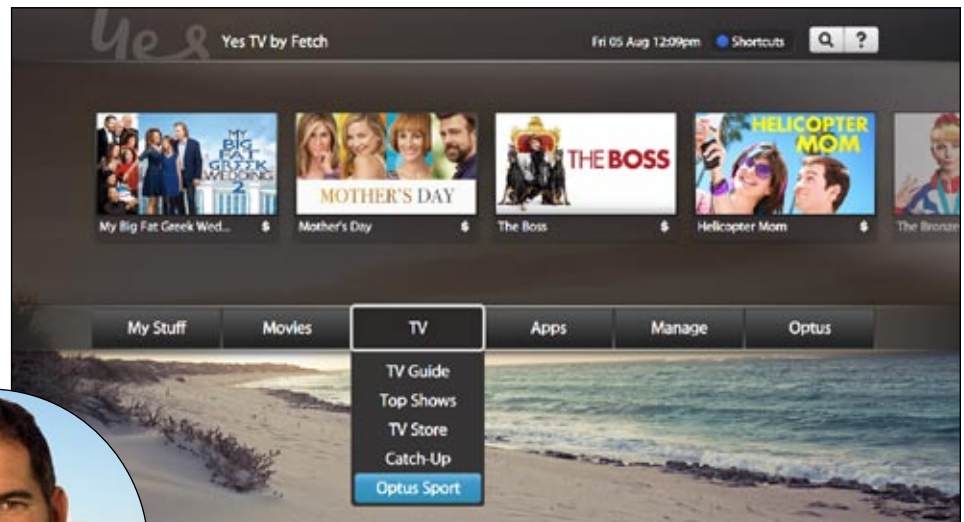 Yes Yes TV by Fetch Fri 05 Aug 12:09pm Shortcuts ?
MY
BIG
FAT
GREEK
WEDDING
2
MOTHER'S DAY
THE BOSS
HELICOPTER
MOM
My Big Fat Greek Wed... $ Mother's Day $ The Boss $ Helicopter Mom $ The Bronze
My Stuff Movies TV Apps Manage Optus
TV Guide
Top Shows
TV Store
Catch-Up
Optus Sport